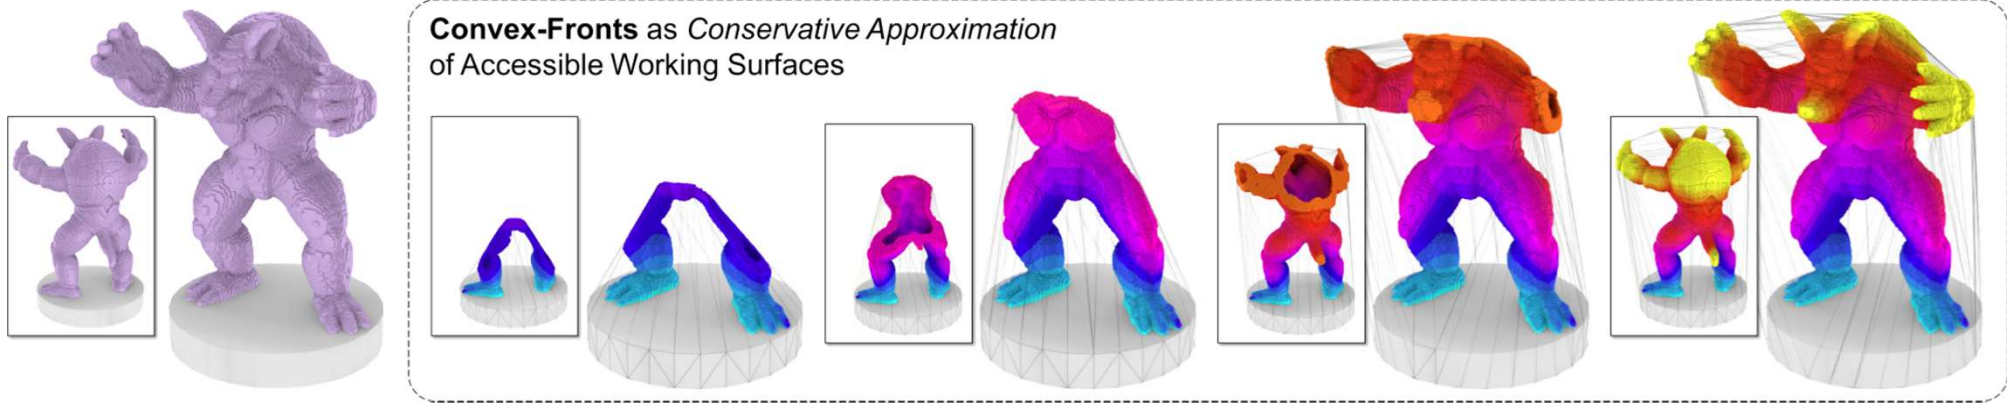 Convex-Fronts as Conservative Approximation
of Accessible Working Surfaces